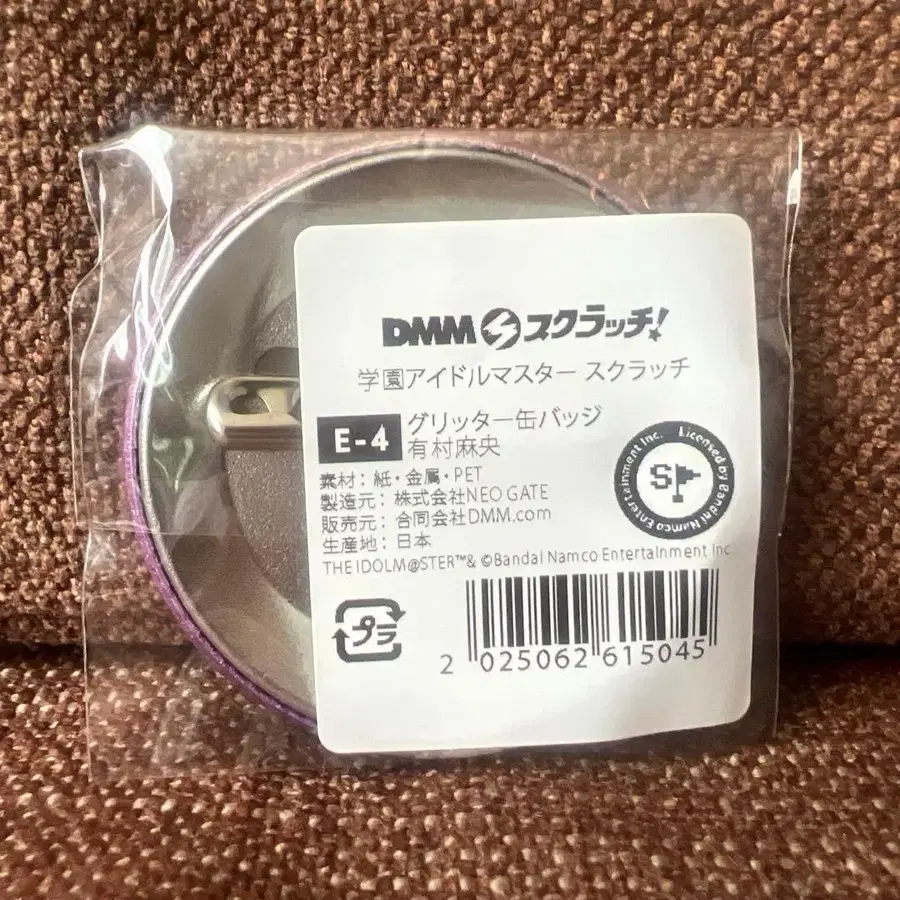 DMM スクラッチ!
学園アイドルマスター スクラッチ
E-4
グリッター缶バッジ
有村麻央
素材：紙・金属・PET
製造元：株式会社NEO GATE
販売元：合同会社DMM.com
生産地：日本
THE IDOLM@STER™& ©Bandai Namco Entertainment Inc.
Licensed by Bandai Namco Entertainment Inc.
S
プラ
2 025062 615045